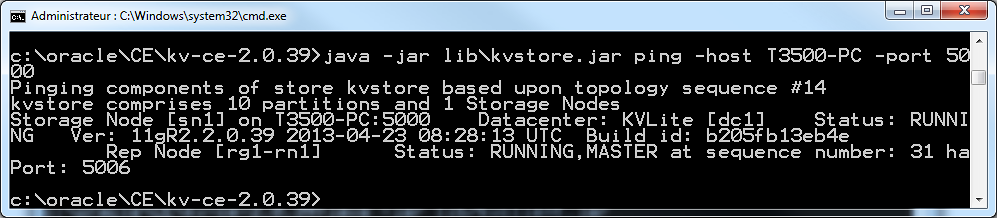 Administrateur : C:\Windows\system32\cmd.exe
c:\oracle\CE\kv-ce-2.0.39>java -jar lib\kvstore.jar ping -host T3500-PC -port 50
00
Pinging components of store kvstore based upon topology sequence #14
kvstore comprises 10 partitions and 1 Storage Nodes
Storage Node [sn1] on T3500-PC:5000    Datacenter: KVLite [dc1]    Status: RUNNI
NG   Ver: 11gR2.2.0.39 2013-04-23 08:28:13 UTC  Build id: b205fb13eb4e
        Rep Node [rg1-rn1]      Status: RUNNING,MASTER at sequence number: 31 ha
Port: 5006
c:\oracle\CE\kv-ce-2.0.39>